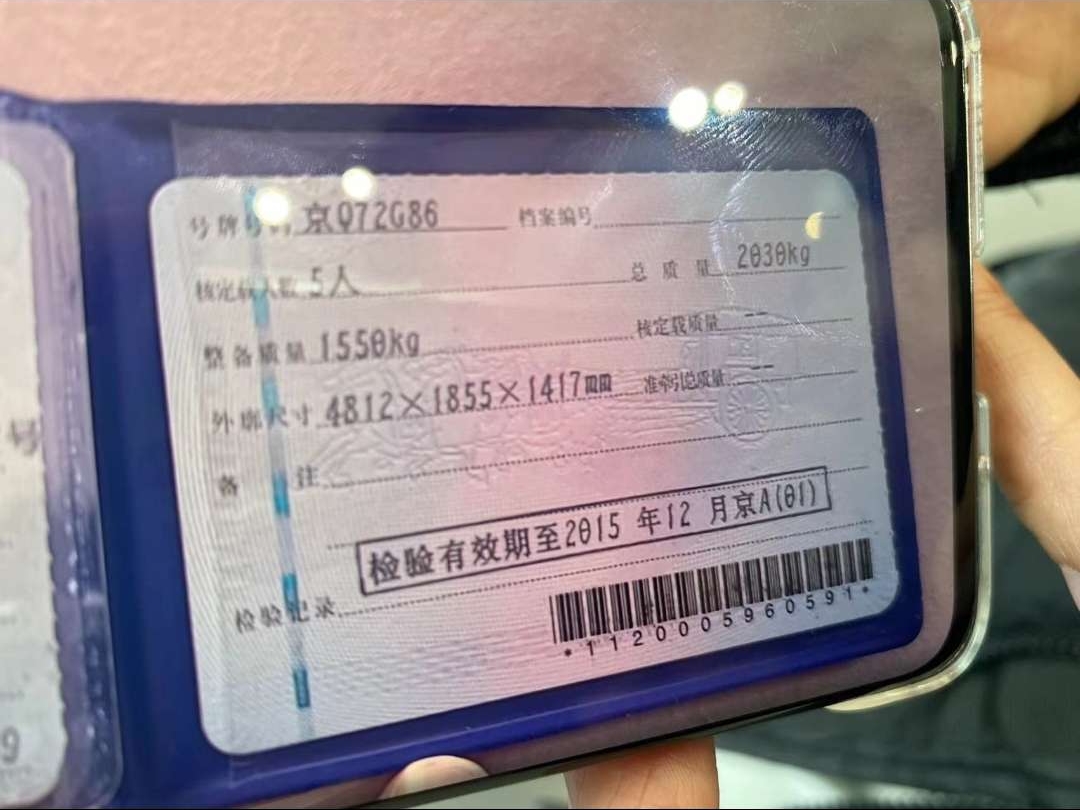 号牌号码 京Q72G86 档案编号
核定载人数 5人 总质量 2030kg
整备质量 1550kg 核定载质量 --
外廓尺寸 4812×1855×1417mm 准牵引总质量 --
备注
检验有效期至2015年12月京A(01)
检验记录
*1120005960591*
号
9